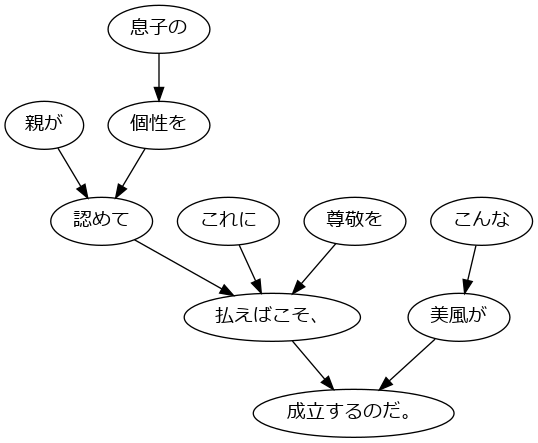 息子の
親が
個性を
認めて
これに
尊敬を
こんな
払えばこそ、
美風が
成立するのだ。